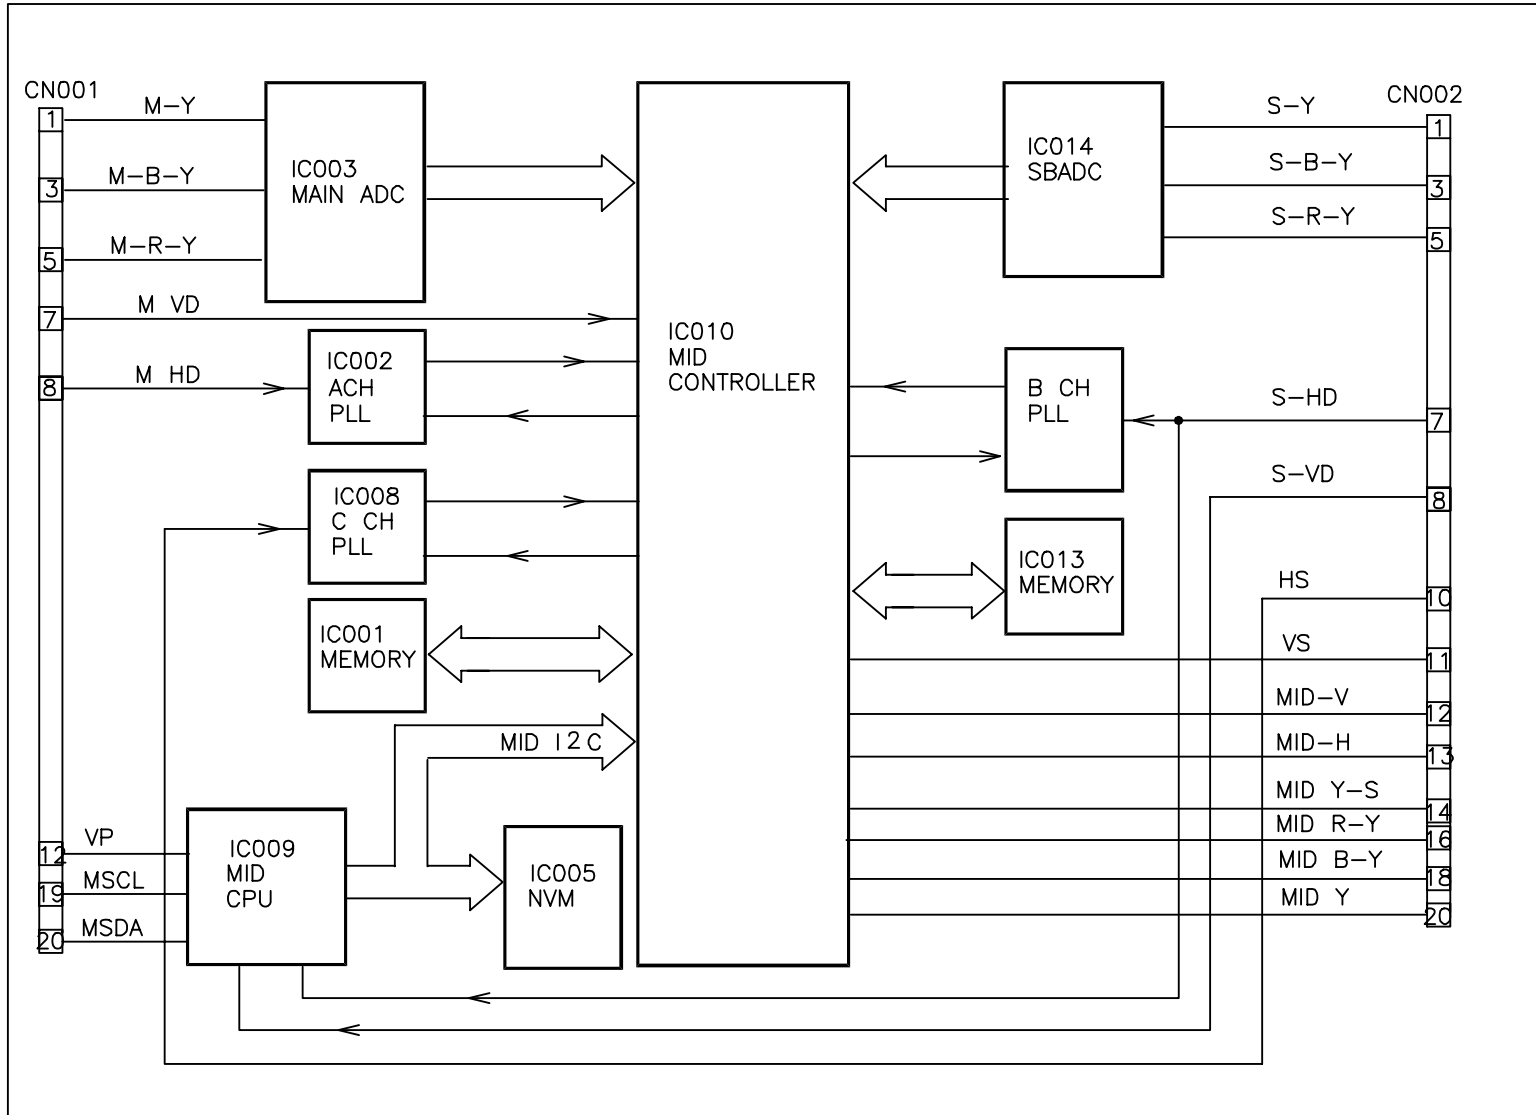 CN001
1
M-Y
3
M-B-Y
5
M-R-Y
7
M VD
8
M HD
12
VP
19
MSCL
20
MSDA
IC003
MAIN ADC
IC002
ACH
PLL
IC008
C CH
PLL
IC001
MEMORY
MID I2C
IC009
MID
CPU
IC005
NVM
IC010
MID
CONTROLLER
IC014
SBADC
B CH
PLL
IC013
MEMORY
CN002
S-Y
1
S-B-Y
3
S-R-Y
5
S-HD
7
S-VD
8
HS
10
VS
11
MID-V
12
MID-H
13
MID Y-S
14
MID R-Y
16
MID B-Y
18
MID Y
20